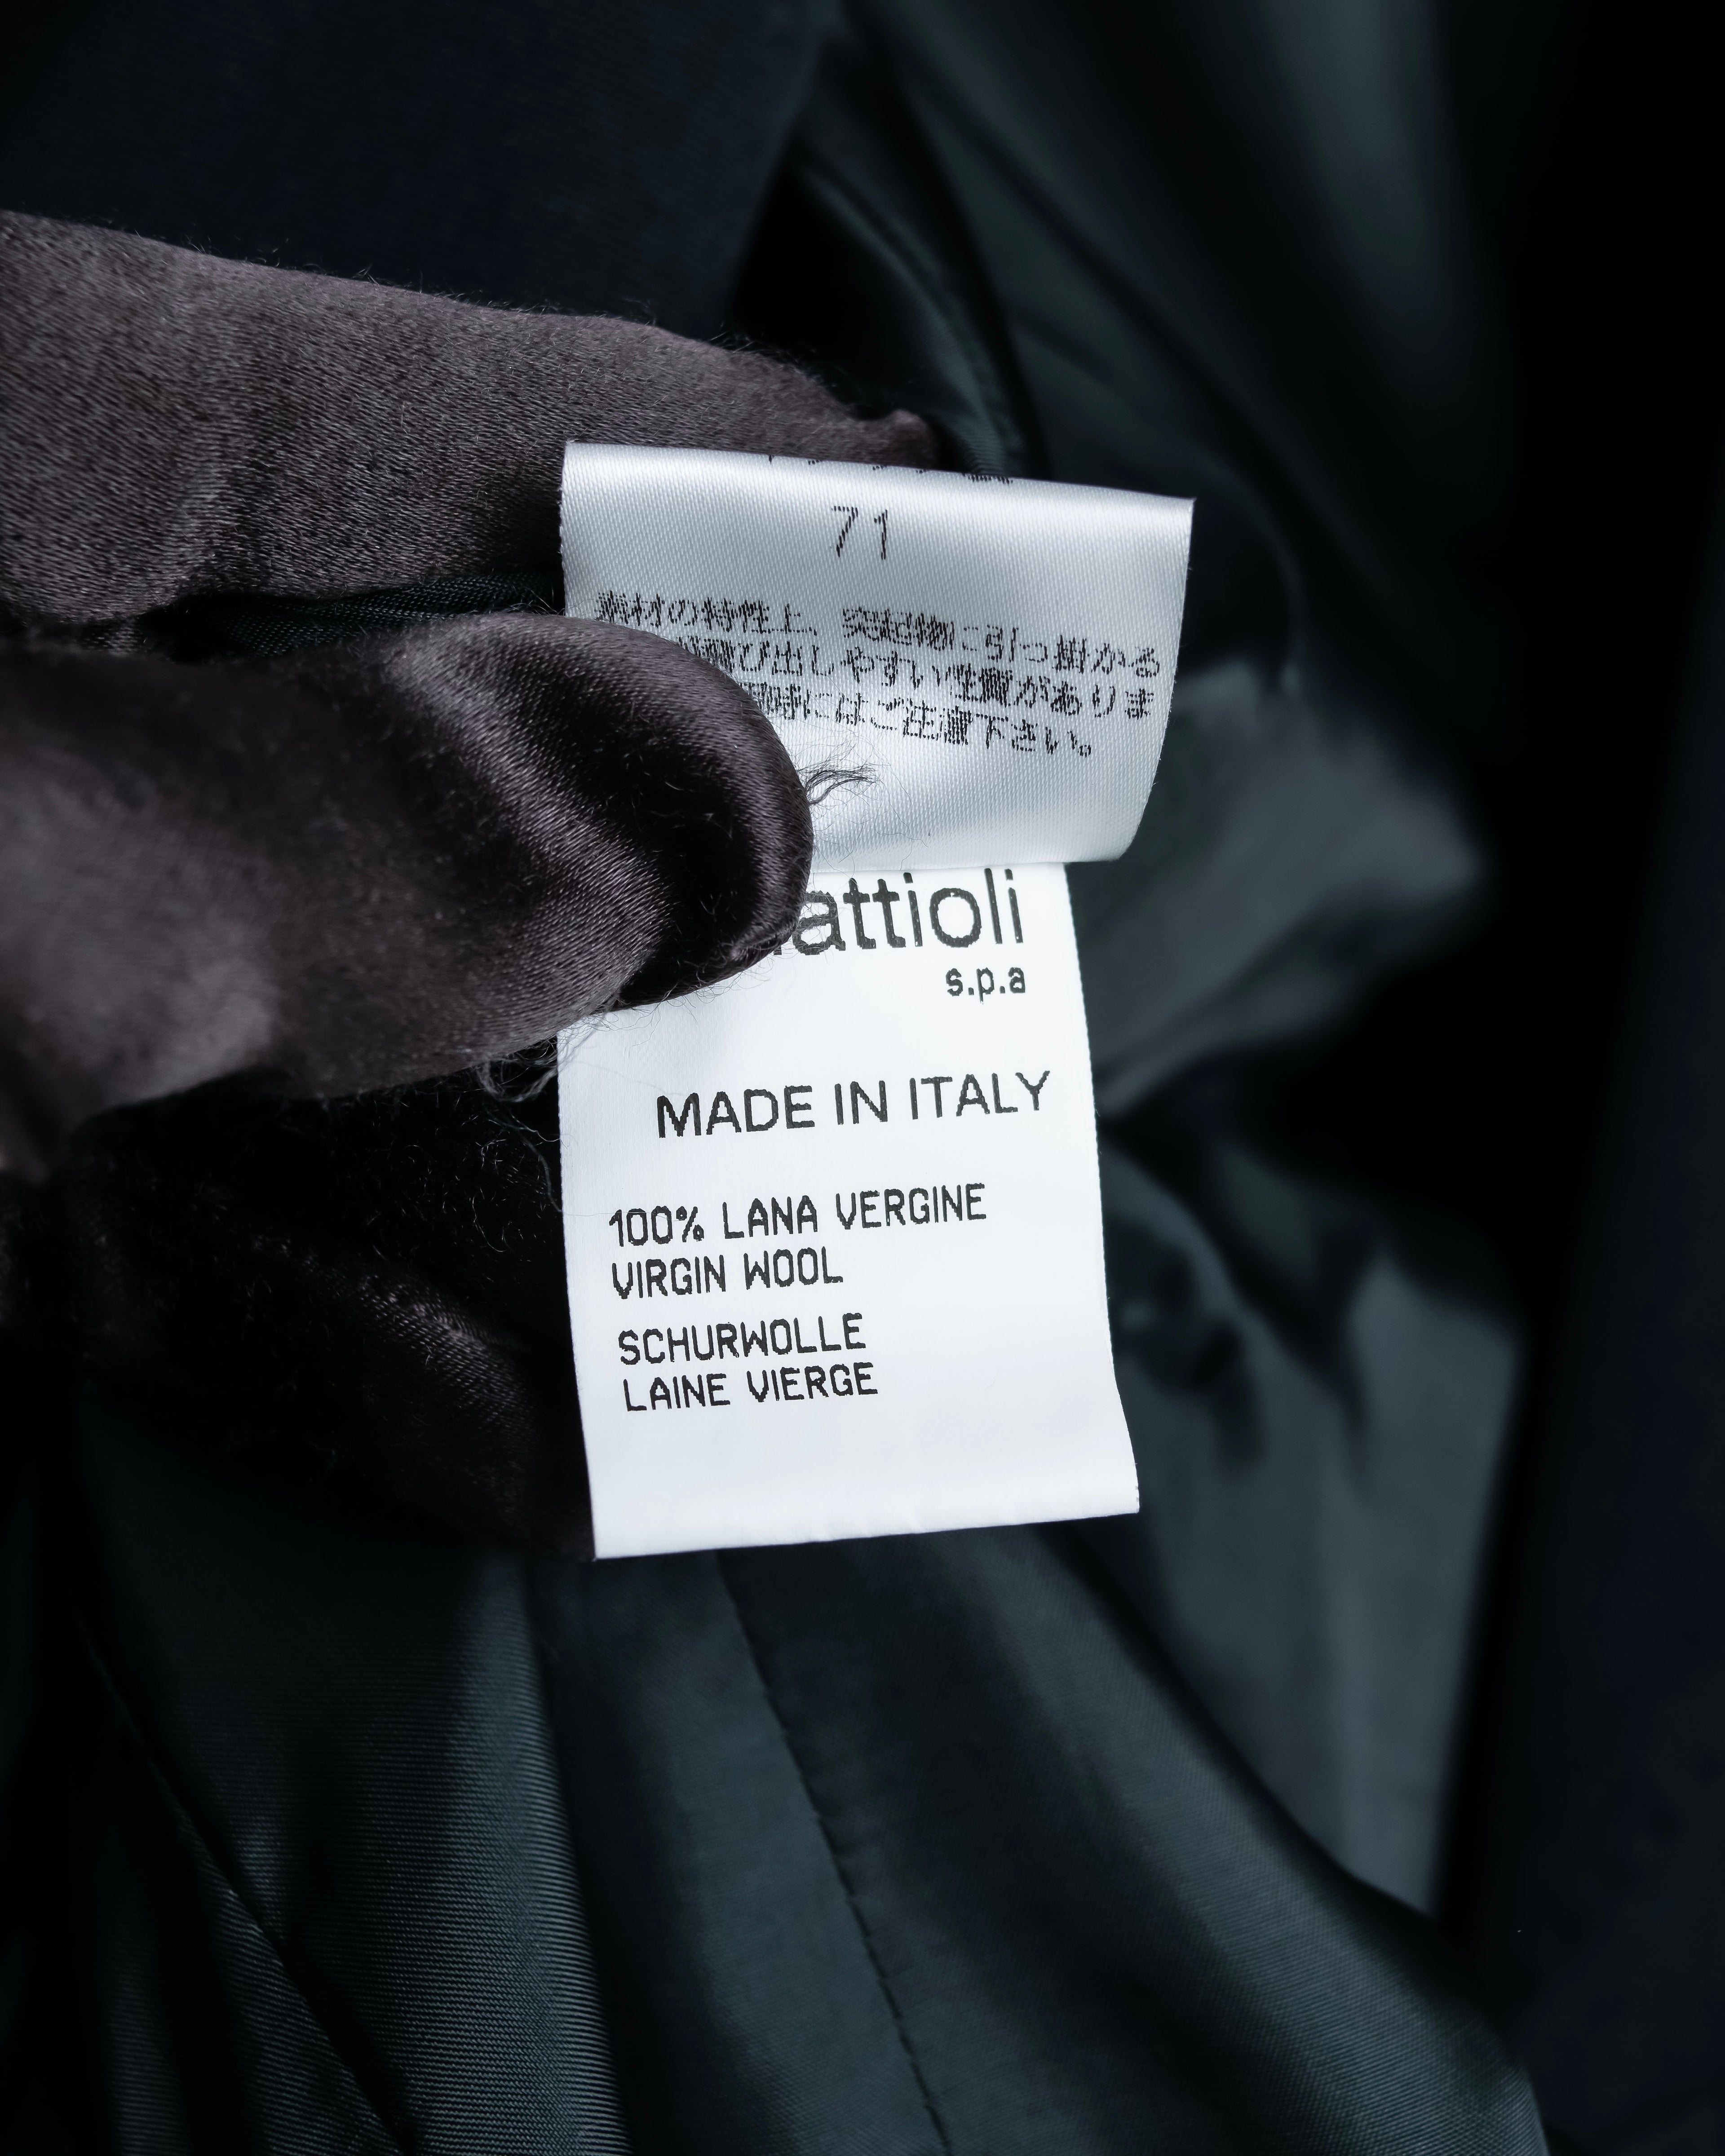 71
素材の特性上、突起物に引っ掛かる
飛び出しやすい性質がありま
時にはご注意下さい。
attioli
s.p.a
MADE IN ITALY
100% LANA VERGINE
VIRGIN WOOL
SCHURWOLLE
LAINE VIERGE